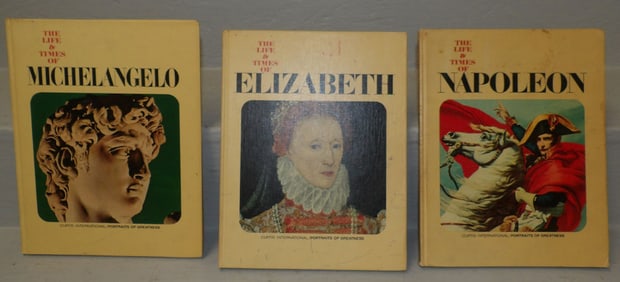 THE
LIFE
&
TIMES
OF
MICHELANGELO
CURTIS INTERNATIONAL PORTRAITS OF GREATNESS
THE
LIFE
&
TIMES
OF
ELIZABETH
CURTIS INTERNATIONAL PORTRAITS OF GREATNESS
THE
LIFE
&
TIMES
OF
NAPOLEON
CURTIS INTERNATIONAL PORTRAITS OF GREATNESS